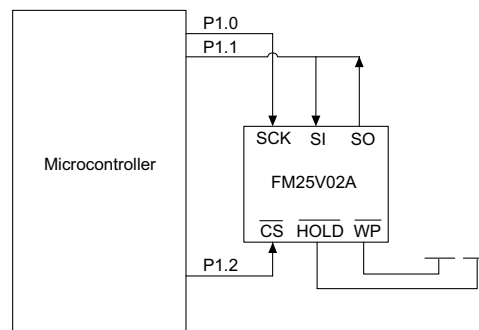 P1.0
P1.1
SCK SI SO
Microcontroller
FM25V02A
CS HOLD WP
P1.2